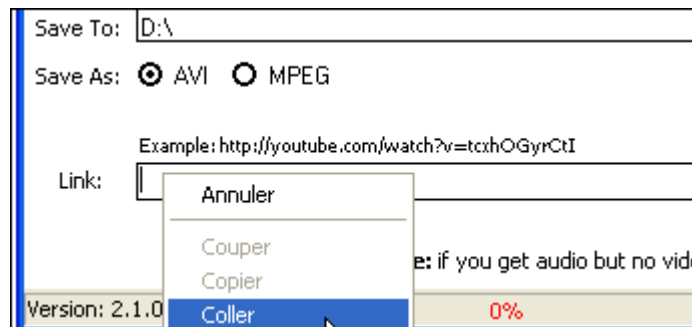 Save To: D:\
Save As: AVI MPEG
Example: http://youtube.com/watch?v=tcxhOGyrCtI
Link:
Annuler
Couper
e: if you get audio but no vid
Copier
Version: 2.1.0 Coller 0%